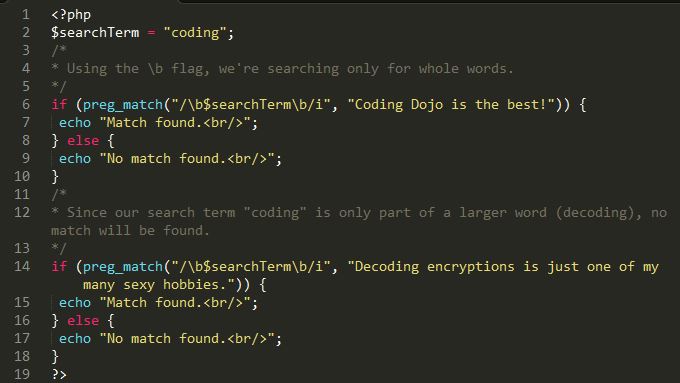 1 <?php
2 $searchTerm = "coding";
3 /*
4 * Using the \b flag, we're searching only for whole words.
5 */
6 if (preg_match("/\b$searchTerm\b/i", "Coding Dojo is the best!")) {
7 echo "Match found.<br/>";
8 } else {
9 echo "No match found.<br/>";
10 }
11 /*
12 * Since our search term "coding" is only part of a larger word (decoding), no
match will be found.
13 */
14 if (preg_match("/\b$searchTerm\b/i", "Decoding encryptions is just one of my
many sexy hobbies.")) {
15 echo "Match found.<br/>";
16 } else {
17 echo "No match found.<br/>";
18 }
19 ?>